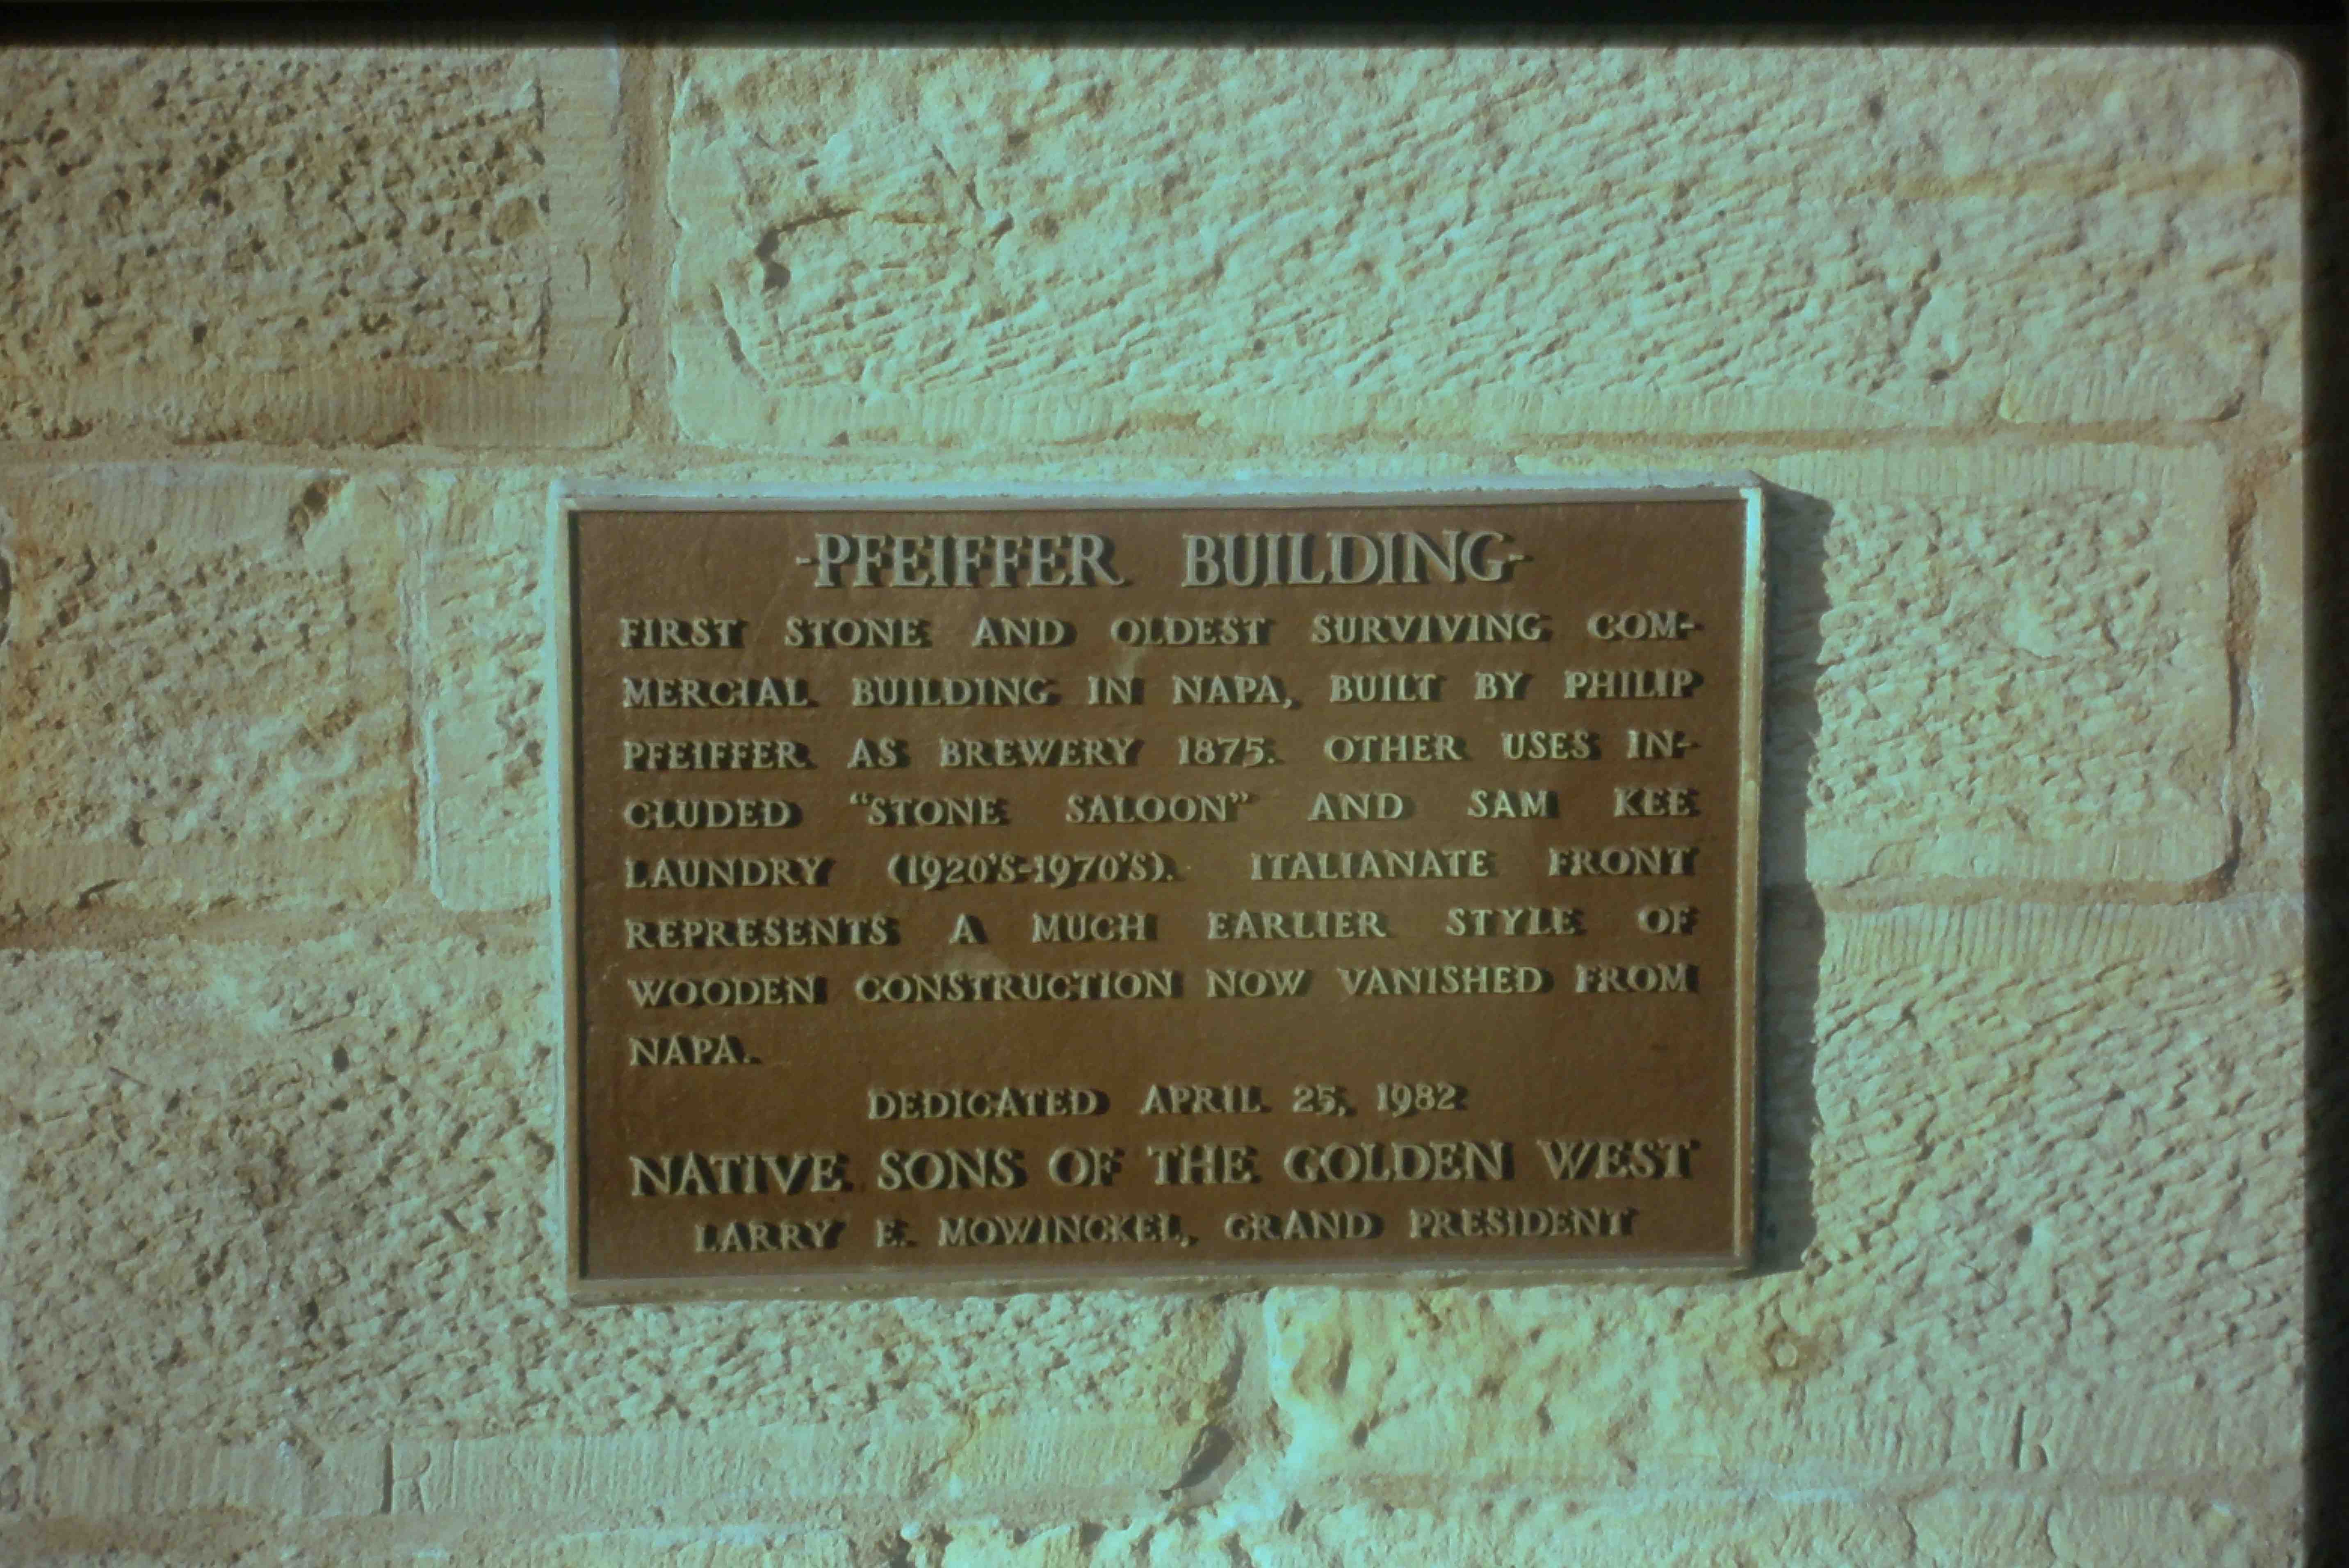 -PFEIFFER BUILDING-
FIRST STONE AND OLDEST SURVIVING COM-
MERCIAL BUILDING IN NAPA, BUILT BY PHILIP
PFEIFFER AS BREWERY 1875. OTHER USES IN-
CLUDED "STONE SALOON" AND SAM KEE
LAUNDRY (1920'S-1970'S). ITALIANATE FRONT
REPRESENTS A MUCH EARLIER STYLE OF
WOODEN CONSTRUCTION NOW VANISHED FROM
NAPA.
DEDICATED APRIL 25, 1982
NATIVE SONS OF THE GOLDEN WEST
LARRY E. MOWINCKEL, GRAND PRESIDENT
R
R